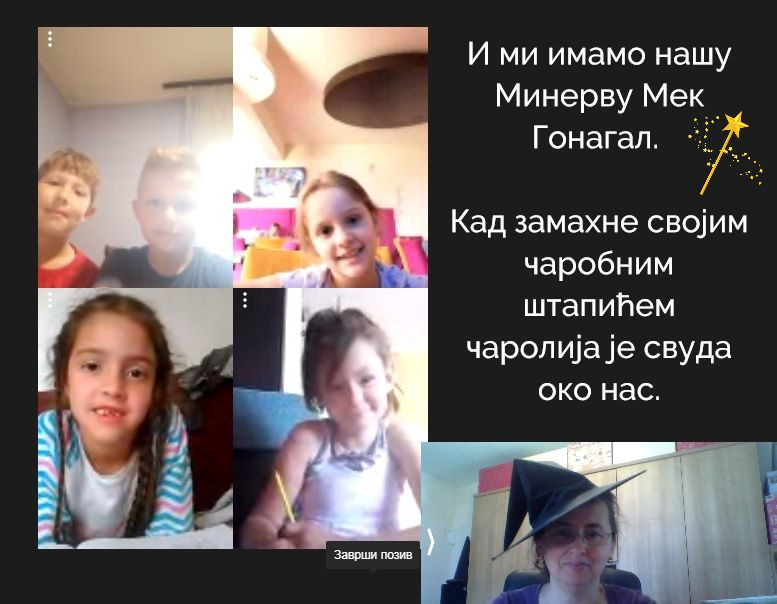 И ми имамо нашу
Минерву Мек
Гонагал.
Кад замахне својим
чаробним
штапићем
чаролија је свуда
око нас.
Заврши позив